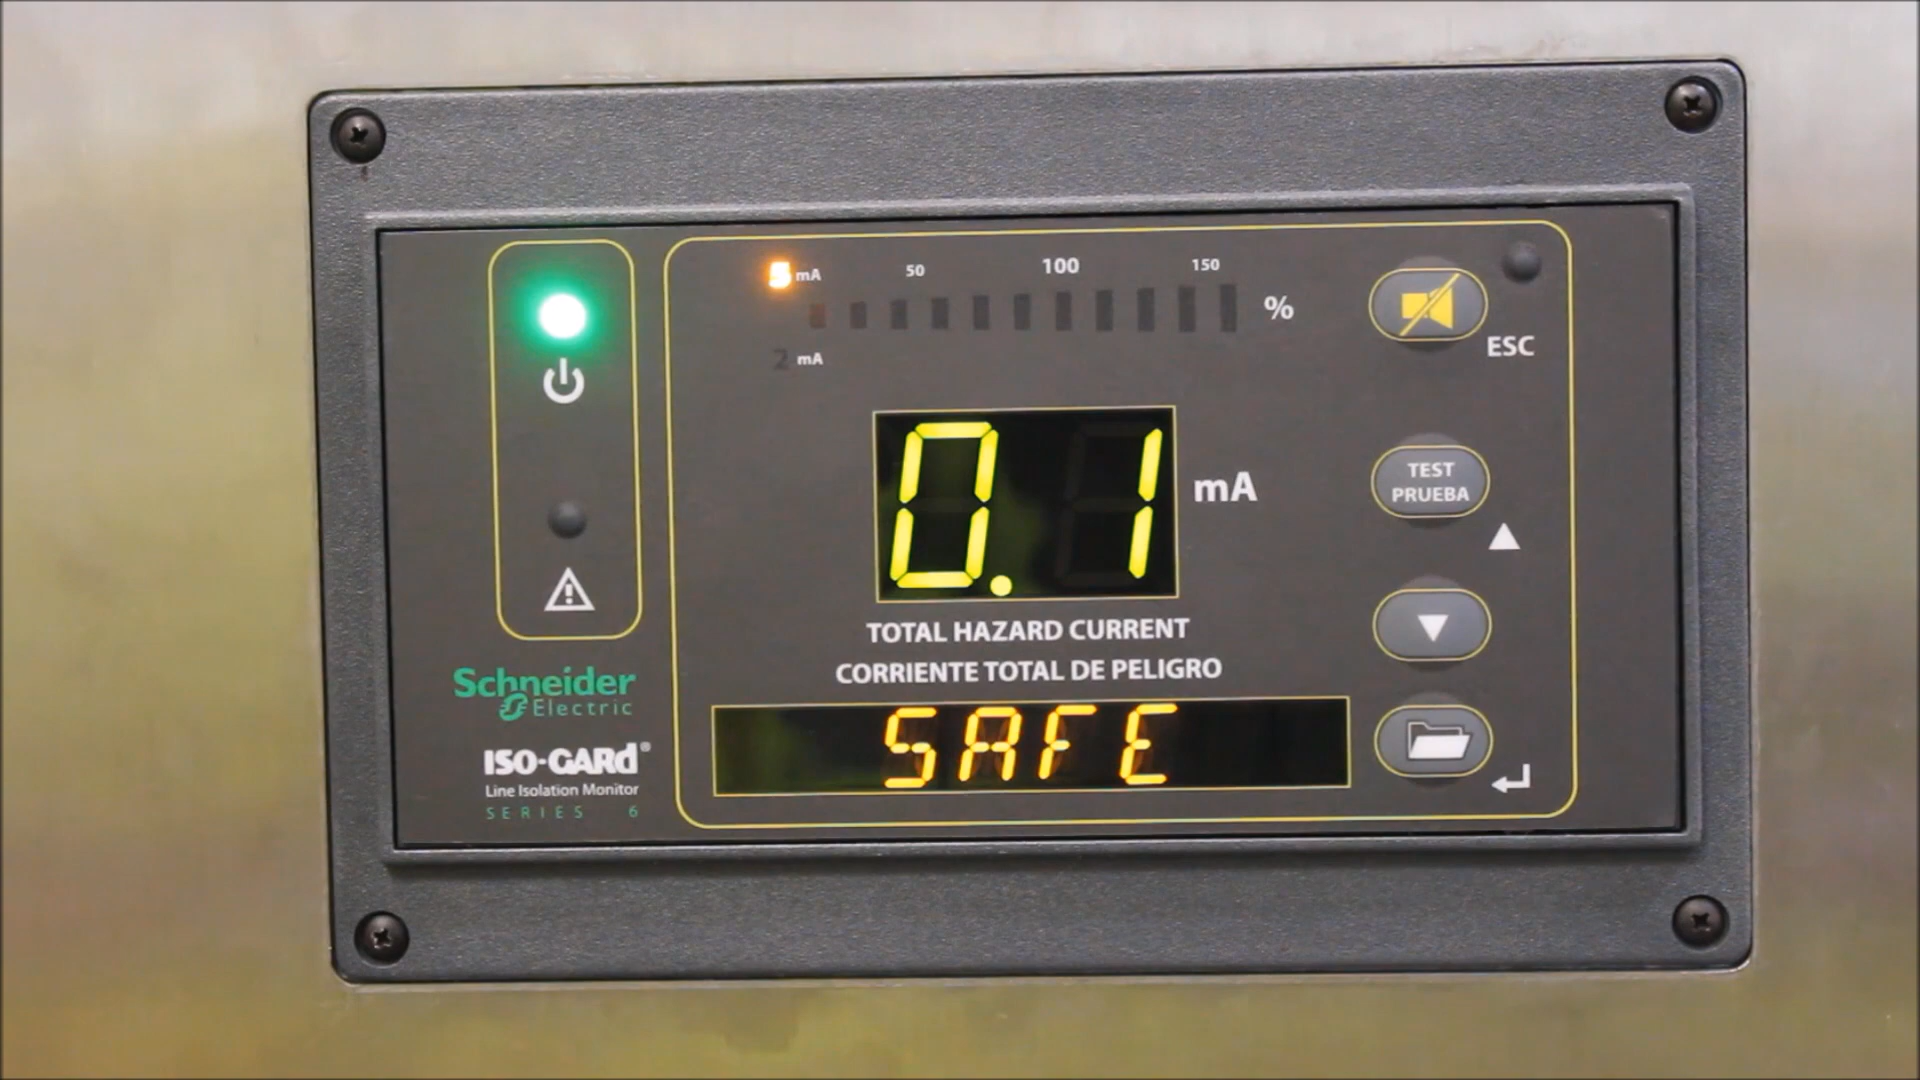 5 mA 50 100 150
%
2 mA
ESC
0.1 mA
TEST
PRUEBA
TOTAL HAZARD CURRENT
CORRIENTE TOTAL DE PELIGRO
SAFE
Schneider
Electric
ISO-GARd®
Line Isolation Monitor
SERIES 6